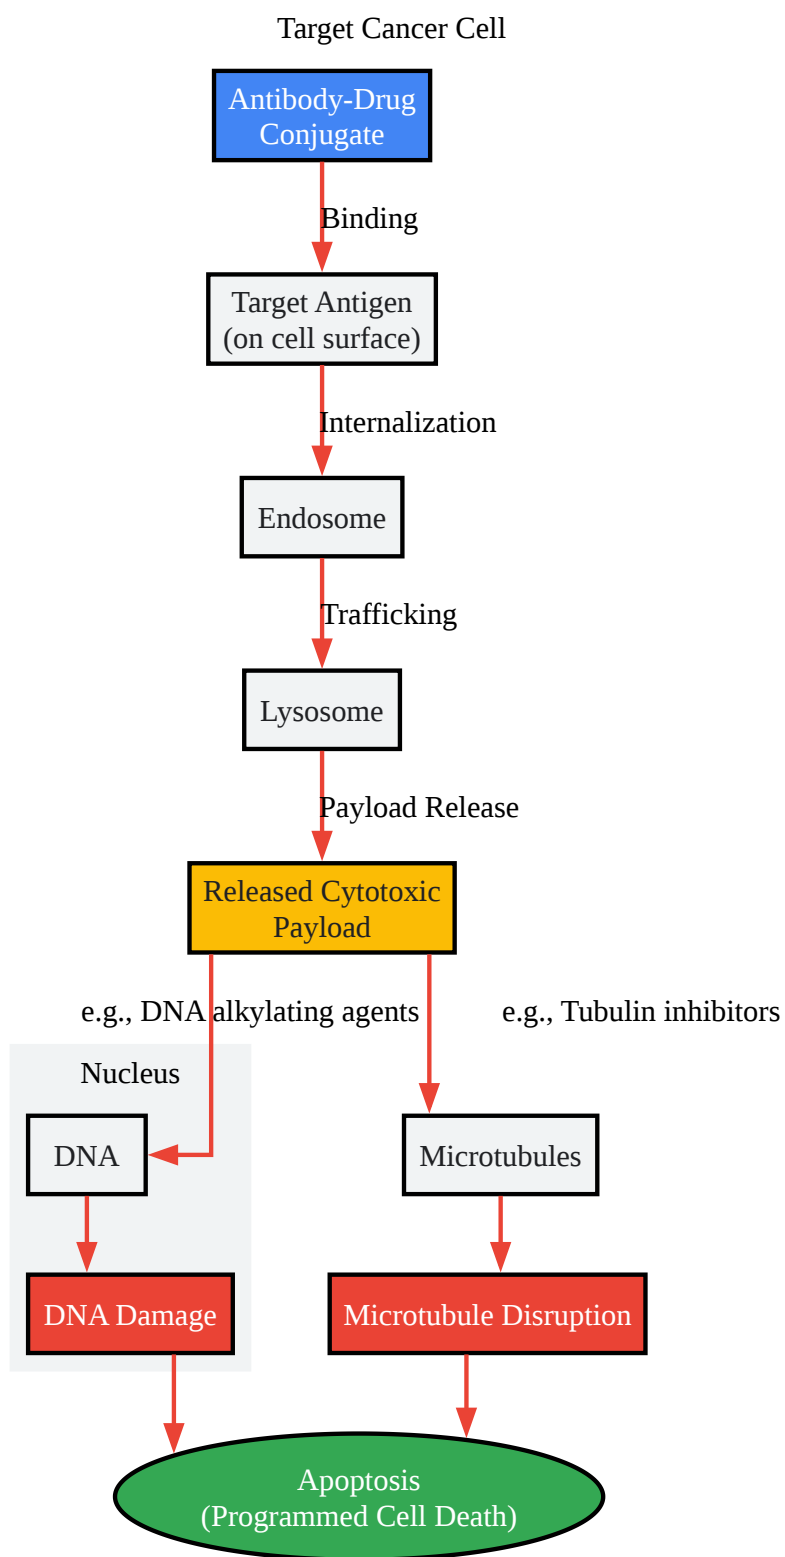 Target Cancer Cell
Antibody-Drug
Conjugate
Binding
Target Antigen
(on cell surface)
Internalization
Endosome
Trafficking
Lysosome
Payload Release
Released Cytotoxic
Payload
e.g., DNA alkylating agents
e.g., Tubulin inhibitors
Nucleus
DNA
Microtubules
DNA Damage
Microtubule Disruption
Apoptosis
(Programmed Cell Death)